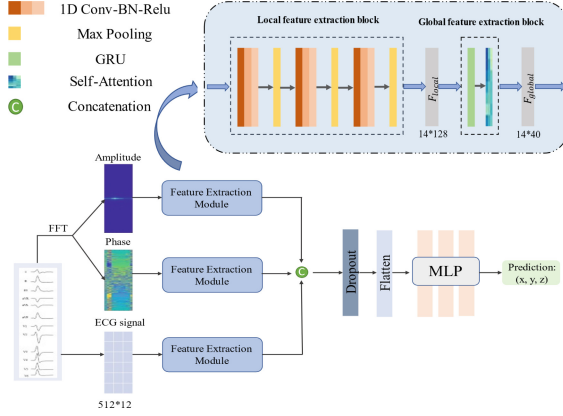 1D Conv-BN-Relu
Max Pooling
GRU
Self-Attention
C
Concatenation
Local feature extraction block
Global feature extraction block
F_local
F_global
14*128
14*40
Amplitude
FFT
Feature Extraction
Module
Phase
Feature Extraction
Module
C
Dropout
Flatten
MLP
Prediction:
(x, y, z)
ECG signal
Feature Extraction
Module
512*12